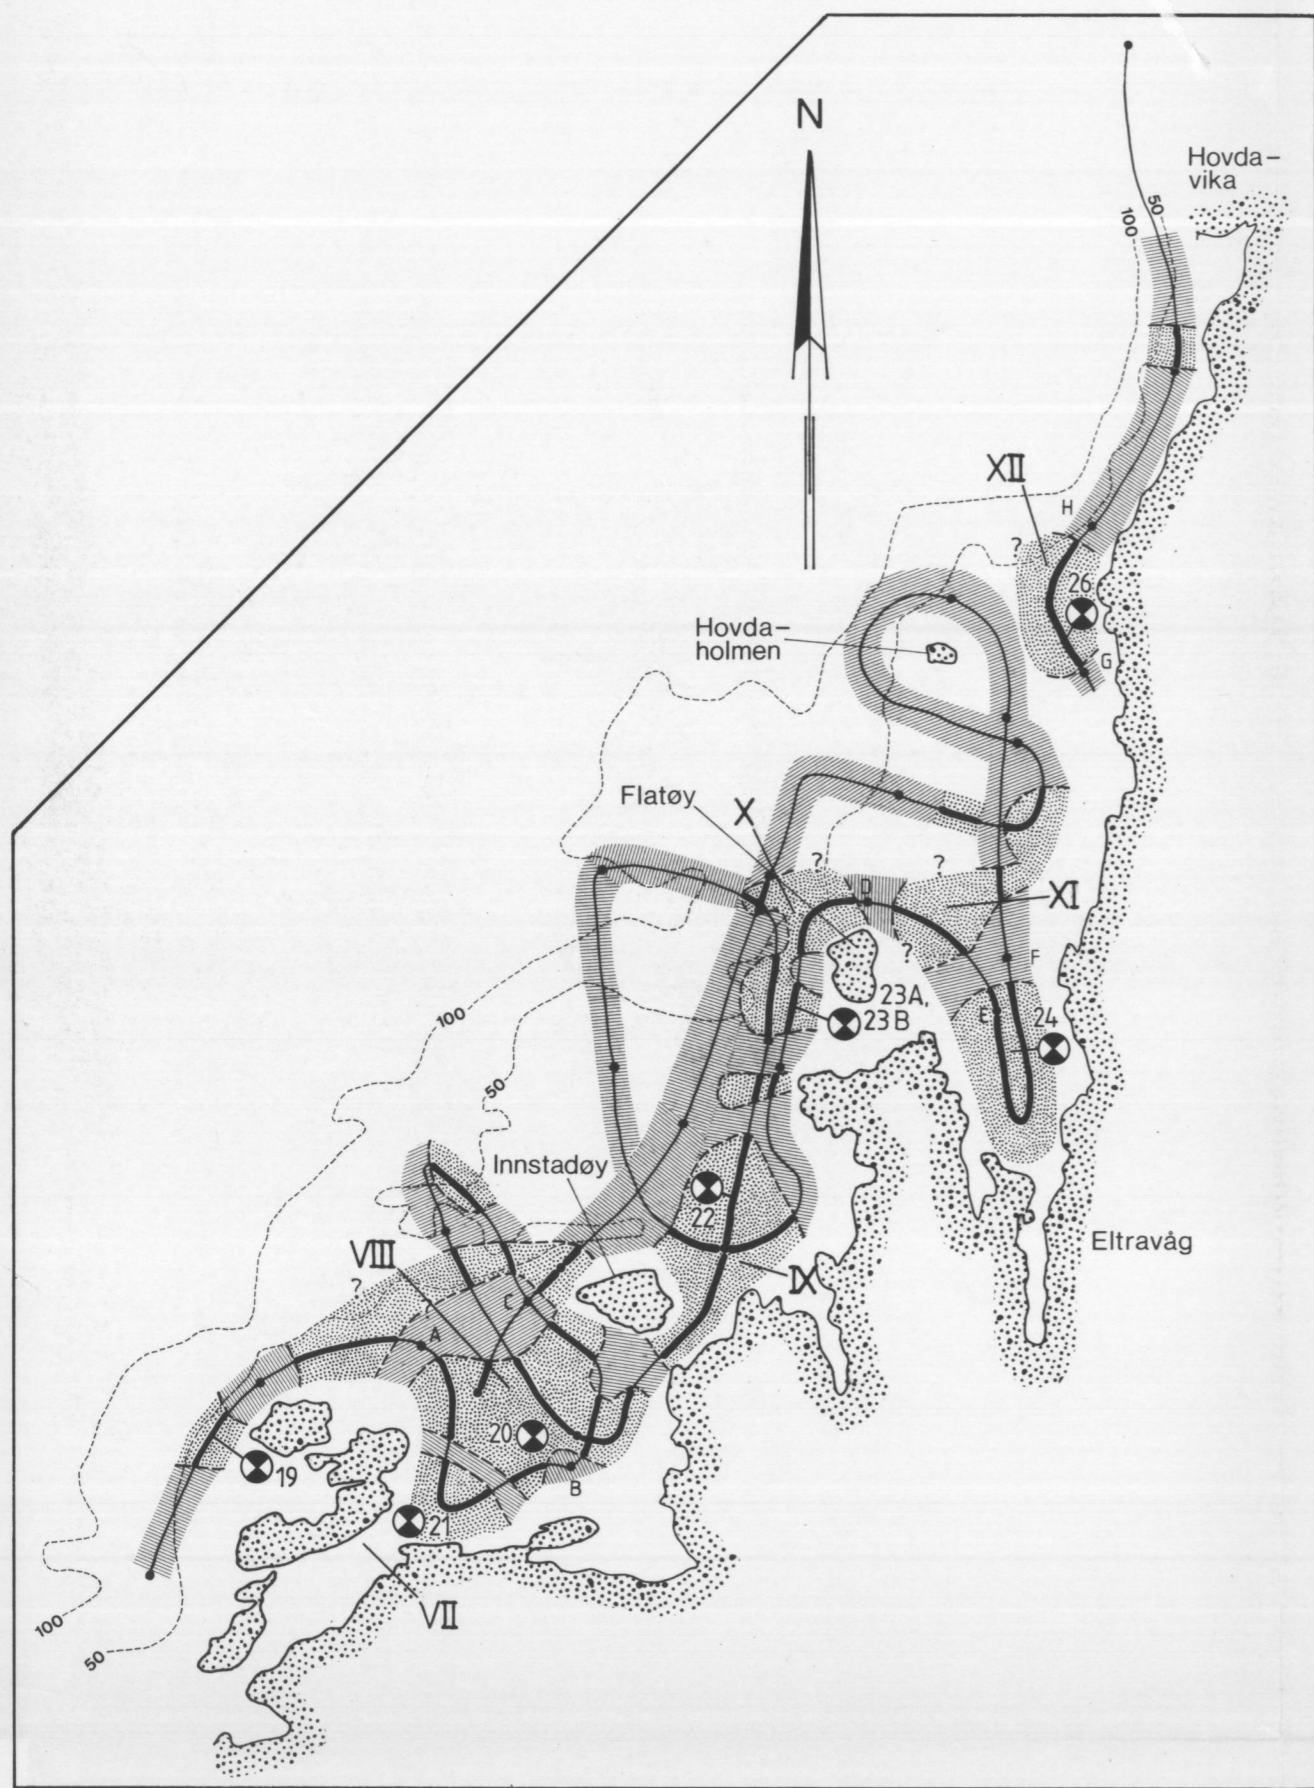 N
Hovda–
vika
50
100
XII
H
?
26
Hovda–
holmen
G
Flatøy
X
?
?
D
XI
?
F
23A,
23B
E
24
100
50
Innstadøy
22
Eltravåg
VIII
?
IX
C
A
20
19
B
21
VII
100
50